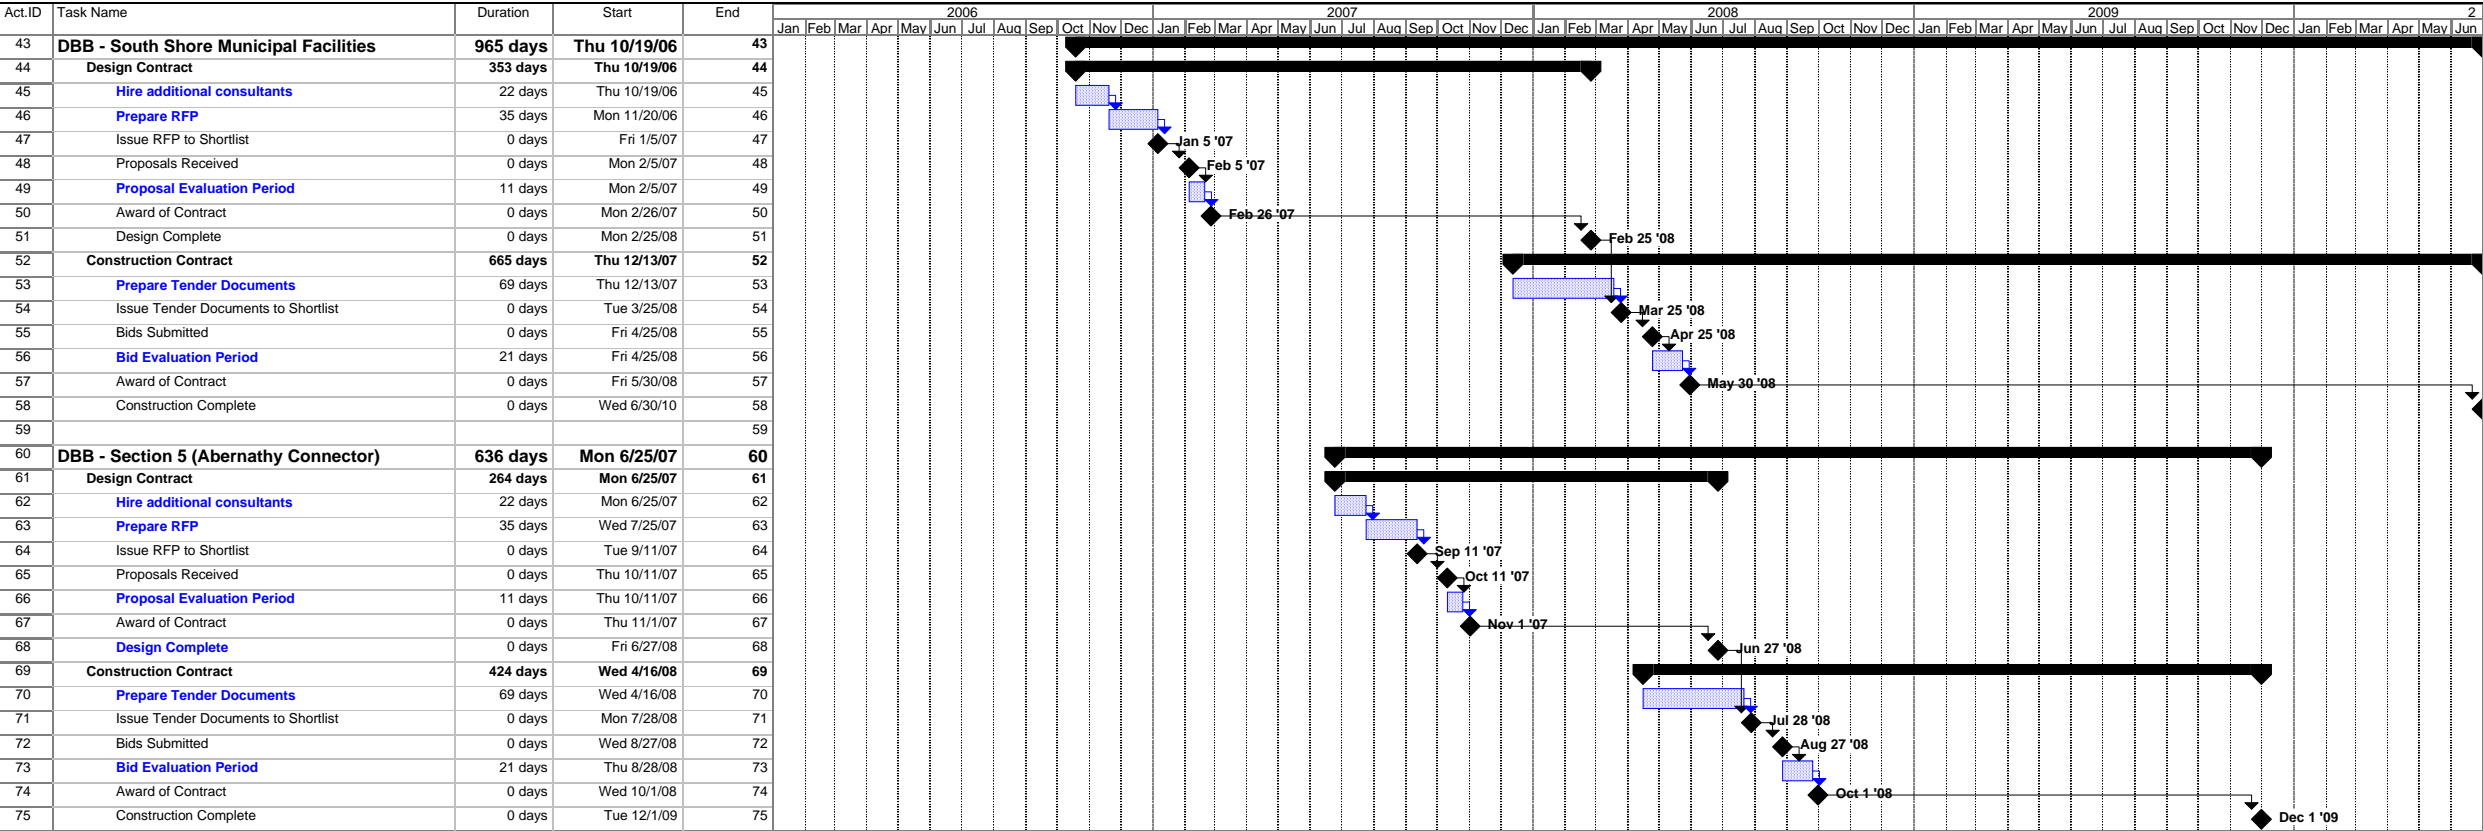 Act.ID Task Name Duration Start End 2006 2007 2008 2009 2
Jan Feb Mar Apr May Jun Jul Aug Sep Oct Nov Dec Jan Feb Mar Apr May Jun Jul Aug Sep Oct Nov Dec Jan Feb Mar Apr May Jun Jul Aug Sep Oct Nov Dec Jan Feb Mar Apr May Jun Jul Aug Sep Oct Nov Dec Jan Feb Mar Apr May Jun
43 DBB - South Shore Municipal Facilities 965 days Thu 10/19/06 43
44 Design Contract 353 days Thu 10/19/06 44
45 Hire additional consultants 22 days Thu 10/19/06 45
46 Prepare RFP 35 days Mon 11/20/06 46
47 Issue RFP to Shortlist 0 days Fri 1/5/07 47 Jan 5 '07
48 Proposals Received 0 days Mon 2/5/07 48 Feb 5 '07
49 Proposal Evaluation Period 11 days Mon 2/5/07 49
50 Award of Contract 0 days Mon 2/26/07 50 Feb 26 '07
51 Design Complete 0 days Mon 2/25/08 51 Feb 25 '08
52 Construction Contract 665 days Thu 12/13/07 52
53 Prepare Tender Documents 69 days Thu 12/13/07 53
54 Issue Tender Documents to Shortlist 0 days Tue 3/25/08 54 Mar 25 '08
55 Bids Submitted 0 days Fri 4/25/08 55 Apr 25 '08
56 Bid Evaluation Period 21 days Fri 4/25/08 56
57 Award of Contract 0 days Fri 5/30/08 57 May 30 '08
58 Construction Complete 0 days Wed 6/30/10 58
59 59
60 DBB - Section 5 (Abernathy Connector) 636 days Mon 6/25/07 60
61 Design Contract 264 days Mon 6/25/07 61
62 Hire additional consultants 22 days Mon 6/25/07 62
63 Prepare RFP 35 days Wed 7/25/07 63
64 Issue RFP to Shortlist 0 days Tue 9/11/07 64 Sep 11 '07
65 Proposals Received 0 days Thu 10/11/07 65 Oct 11 '07
66 Proposal Evaluation Period 11 days Thu 10/11/07 66
67 Award of Contract 0 days Thu 11/1/07 67 Nov 1 '07
68 Design Complete 0 days Fri 6/27/08 68 Jun 27 '08
69 Construction Contract 424 days Wed 4/16/08 69
70 Prepare Tender Documents 69 days Wed 4/16/08 70
71 Issue Tender Documents to Shortlist 0 days Mon 7/28/08 71 Jul 28 '08
72 Bids Submitted 0 days Wed 8/27/08 72 Aug 27 '08
73 Bid Evaluation Period 21 days Thu 8/28/08 73
74 Award of Contract 0 days Wed 10/1/08 74 Oct 1 '08
75 Construction Complete 0 days Tue 12/1/09 75 Dec 1 '09